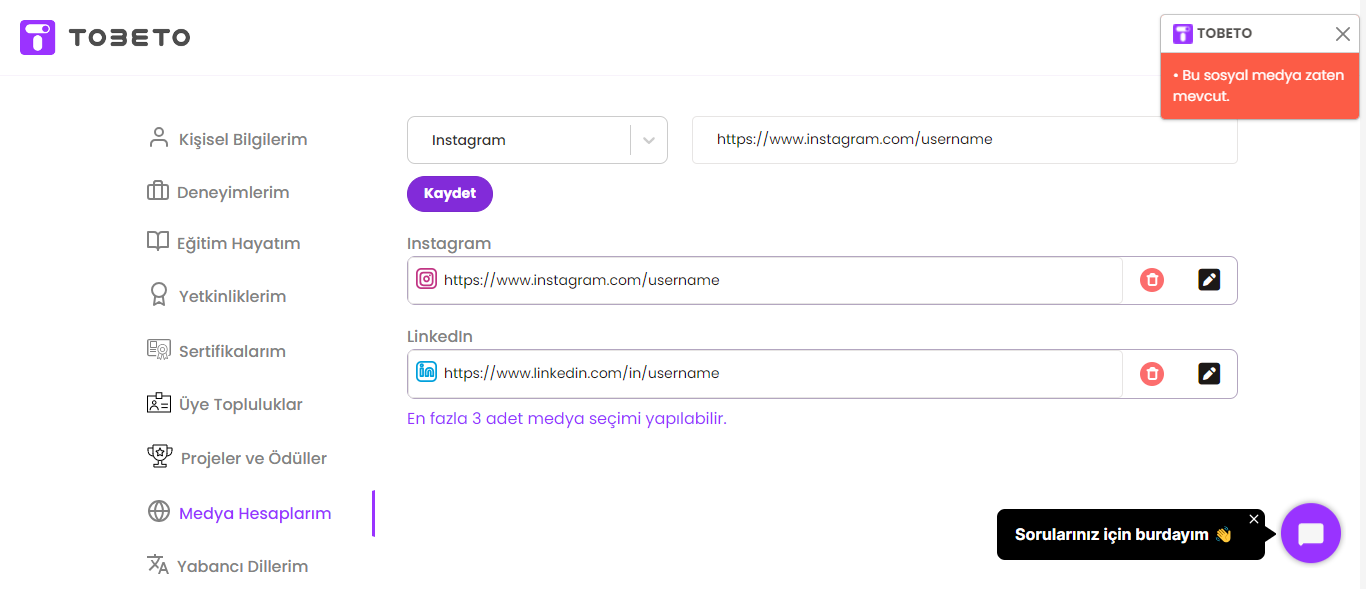 TOBETO
TOBETO
• Bu sosyal medya zaten
mevcut.
Kişisel Bilgilerim
Deneyimlerim
Eğitim Hayatım
Yetkinliklerim
Sertifikalarım
Üye Topluluklar
Projeler ve Ödüller
Medya Hesaplarım
Yabancı Dillerim
Instagram
https://www.instagram.com/username
Kaydet
Instagram
https://www.instagram.com/username
LinkedIn
https://www.linkedin.com/in/username
En fazla 3 adet medya seçimi yapılabilir.
Sorularınız için burdayım 👋